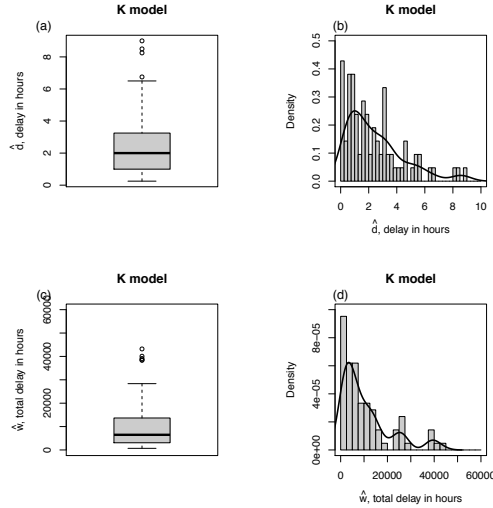 K model
(a)
d̂, delay in hours
0
2
4
6
8
K model
(b)
Density
0.0
0.1
0.2
0.3
0.4
0.5
0
2
4
6
8
10
d̂, delay in hours
K model
(c)
ŵ, total delay in hours
0
20000
40000
60000
K model
(d)
Density
0e+00
4e-05
8e-05
0
20000
40000
60000
ŵ, total delay in hours